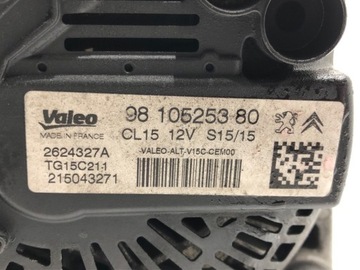 Valeo
MADE IN FRANCE
98 105253 80
CL15 12V S15/15
VALEO-ALT-V15C-CEM00
2624327A
TG15C211
215043271